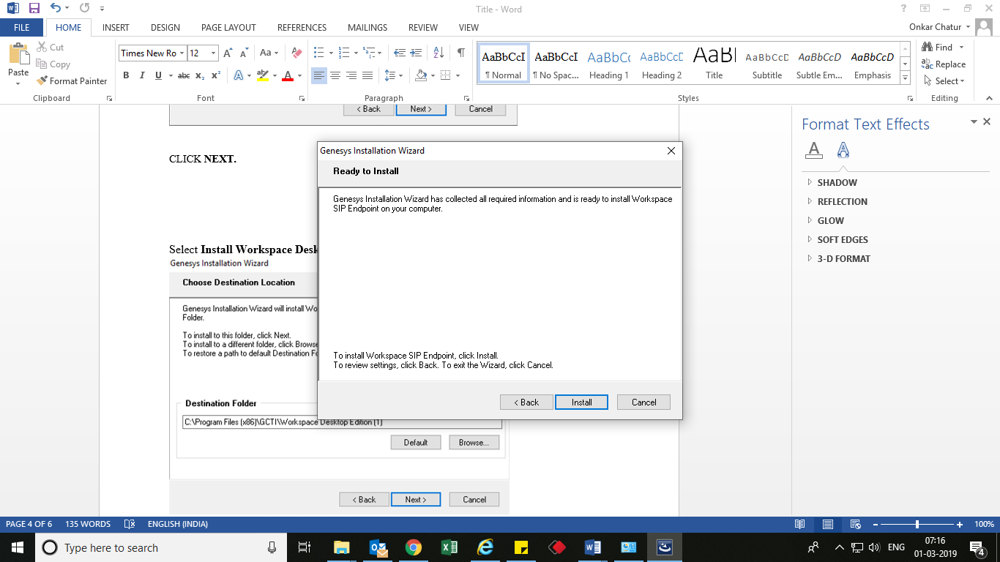 Title - Word
FILE HOME INSERT DESIGN PAGE LAYOUT REFERENCES MAILINGS REVIEW VIEW
Onkar Chatur
Paste
Cut
Copy
Format Painter
Clipboard
Times New Ro 12
Aa
B I U abc x2 x2
Font
Paragraph
AaBbCcI AaBbCcI AaBbCc AaBbCcD AaBl AaBbCcD AaBbCcD AaBbCcD
¶ Normal ¶ No Spac... Heading 1 Heading 2 Title Subtitle Subtle Em... Emphasis
Styles
Find
Replace
Select
Editing
< Back Next > Cancel
CLICK NEXT.
Select Install Workspace Desk
Genesys Installation Wizard
Choose Destination Location
Genesys Installation Wizard will install Wo
Folder.
To install to this folder, click Next.
To install to a different folder, click Browse
To restore a path to default Destination Fo
Destination Folder
C:\Program Files (x86)\GCTI\Workspace Desktop Edition (1)
Default Browse...
< Back Next > Cancel
Genesys Installation Wizard
Ready to Install
Genesys Installation Wizard has collected all required information and is ready to install Workspace
SIP Endpoint on your computer.
To install Workspace SIP Endpoint, click Install.
To review settings, click Back. To exit the Wizard, click Cancel.
< Back Install Cancel
Format Text Effects
SHADOW
REFLECTION
GLOW
SOFT EDGES
3-D FORMAT
PAGE 4 OF 6 135 WORDS ENGLISH (INDIA)
100%
Type here to search
ENG
07:16
01-03-2019
4